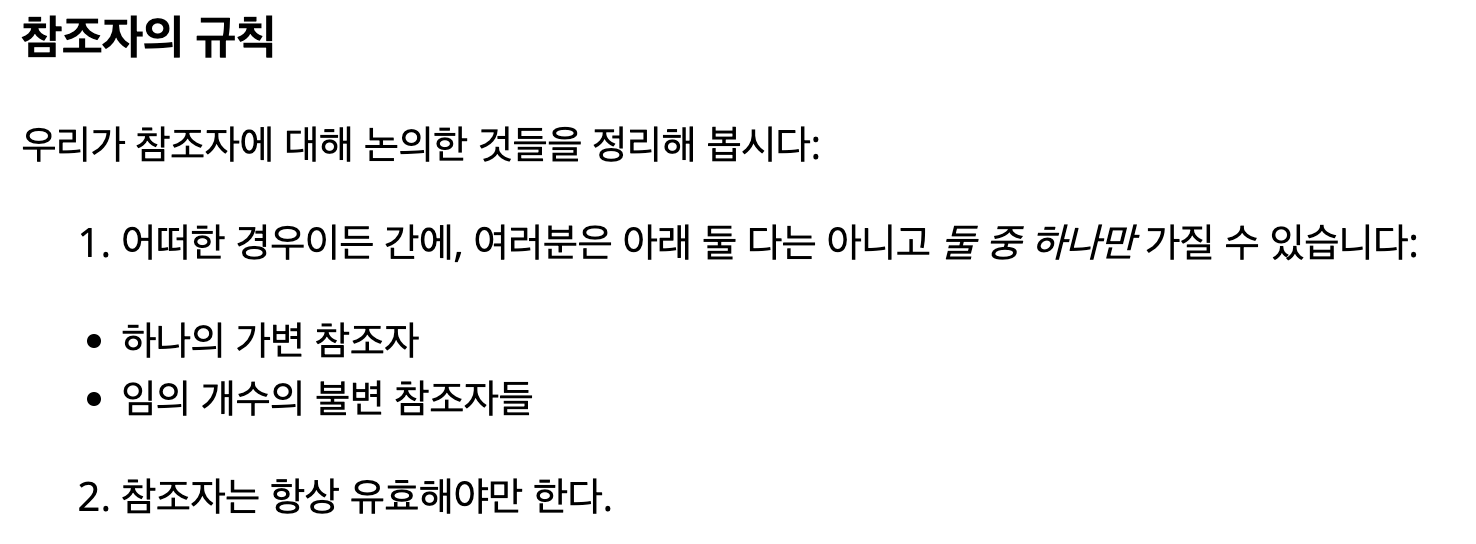 참조자의 규칙
우리가 참조자에 대해 논의한 것들을 정리해 봅시다:
1. 어떠한 경우이든 간에, 여러분은 아래 둘 다는 아니고 둘 중 하나만 가질 수 있습니다:
• 하나의 가변 참조자
• 임의 개수의 불변 참조자들
2. 참조자는 항상 유효해야만 한다.